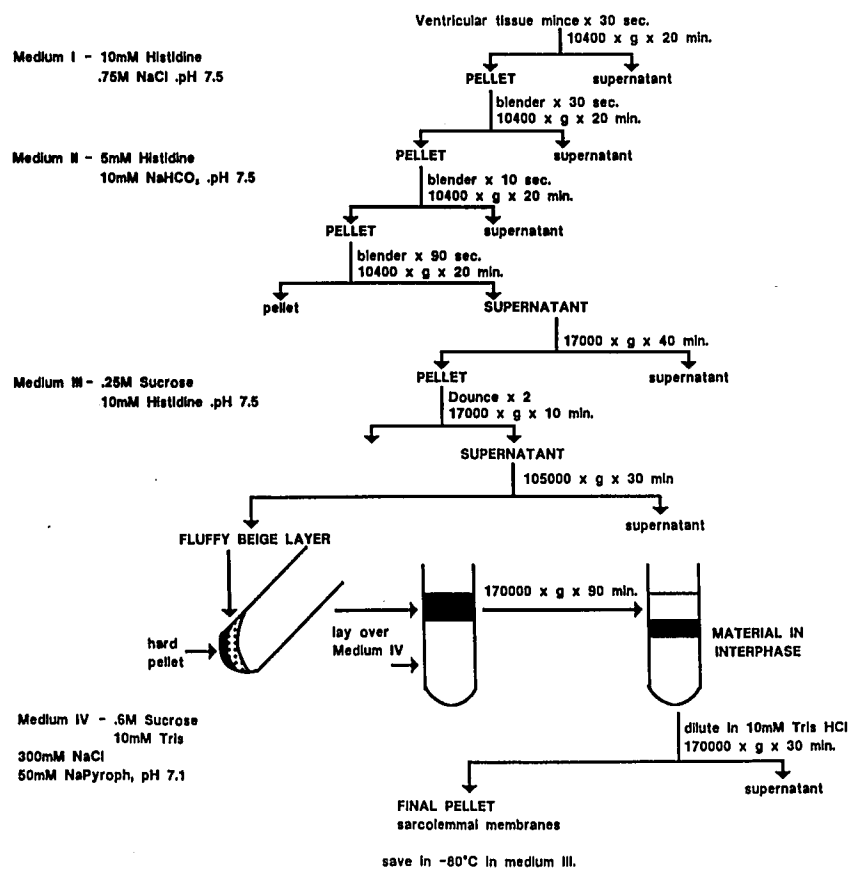 Ventricular tissue mince x 30 sec.
10400 x g x 20 min.
Medium I - 10mM Histidine
.75M NaCl .pH 7.5
PELLET
supernatant
blender x 30 sec.
10400 x g x 20 min.
Medium II - 5mM Histidine
10mM NaHCO₃ .pH 7.5
PELLET
supernatant
blender x 10 sec.
10400 x g x 20 min.
PELLET
supernatant
blender x 90 sec.
10400 x g x 20 min.
pellet
SUPERNATANT
17000 x g x 40 min.
Medium III - .25M Sucrose
10mM Histidine .pH 7.5
PELLET
supernatant
Dounce x 2
17000 x g x 10 min.
SUPERNATANT
105000 x g x 30 min
FLUFFY BEIGE LAYER
supernatant
hard
pellet
lay over
Medium IV
170000 x g x 90 min.
MATERIAL IN
INTERPHASE
Medium IV - .6M Sucrose
10mM Tris
300mM NaCl
50mM NaPyroph, pH 7.1
dilute in 10mM Tris HCl
170000 x g x 30 min.
FINAL PELLET
sarcolemmal membranes
supernatant
save in -80°C in medium III.